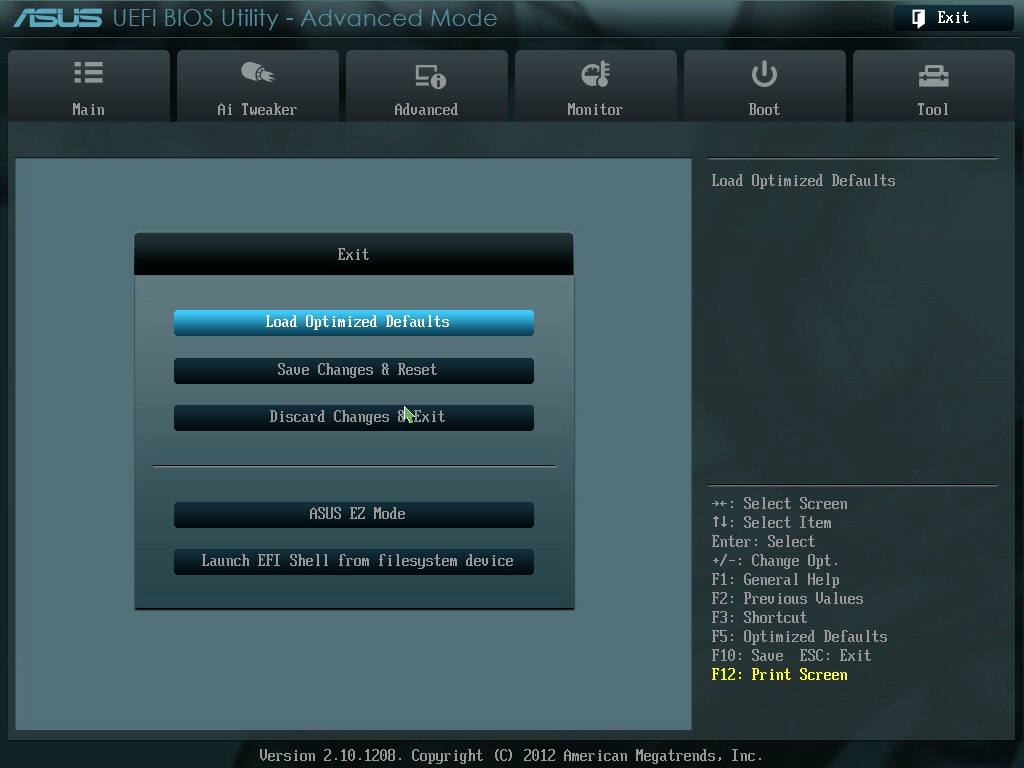 ASUS UEFI BIOS Utility - Advanced Mode
Exit
Main
Ai Tweaker
Advanced
Monitor
Boot
Tool
Exit
Load Optimized Defaults
Save Changes & Reset
Discard Changes & Exit
ASUS EZ Mode
Launch EFI Shell from filesystem device
Load Optimized Defaults
→←: Select Screen
↑↓: Select Item
Enter: Select
+/-: Change Opt.
F1: General Help
F2: Previous Values
F3: Shortcut
F5: Optimized Defaults
F10: Save  ESC: Exit
F12: Print Screen
Version 2.10.1208. Copyright (C) 2012 American Megatrends, Inc.